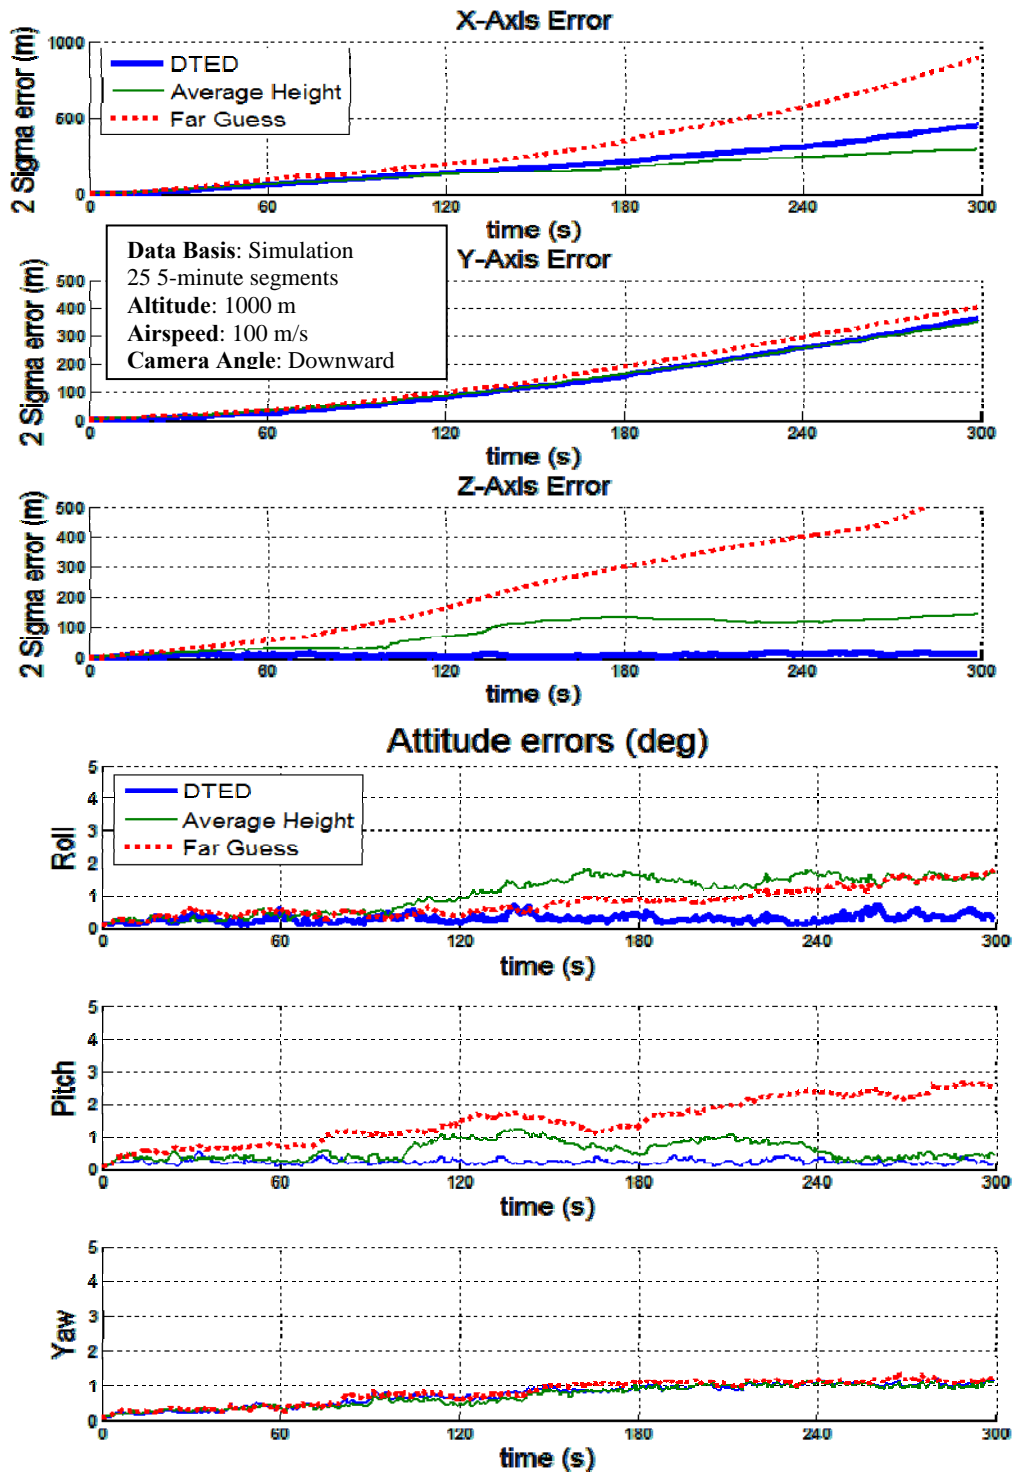 X-Axis Error
2 Sigma error (m)
1000
500
0
DTED
Average Height
Far Guess
0 60 120 180 240 300
time (s)
Data Basis: Simulation
25 5-minute segments
Altitude: 1000 m
Airspeed: 100 m/s
Camera Angle: Downward
Y-Axis Error
2 Sigma error (m)
500
400
300
200
100
0
0 60 120 180 240 300
time (s)
Z-Axis Error
2 Sigma error (m)
500
400
300
200
100
0
0 60 120 180 240 300
time (s)
Attitude errors (deg)
Roll
5
4
3
2
1
0
DTED
Average Height
Far Guess
0 60 120 180 240 300
time (s)
Pitch
5
4
3
2
1
0
0 60 120 180 240 300
time (s)
Yaw
5
4
3
2
1
0
0 60 120 180 240 300
time (s)